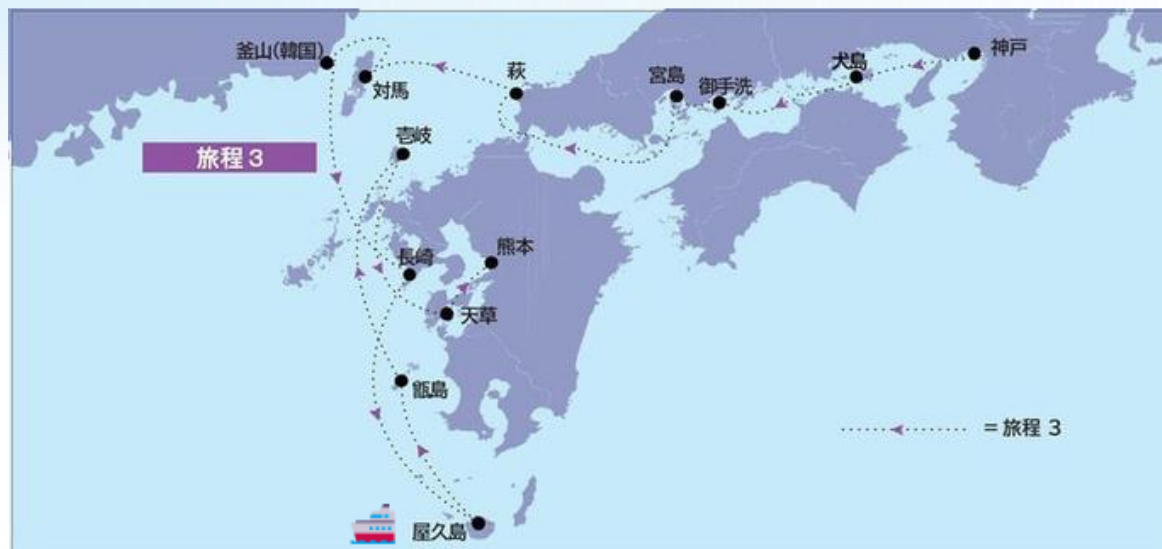 釜山(韓国)
対馬
萩
宮島
御手洗
犬島
神戸
壱岐
旅程3
長崎
熊本
天草
甑島
=旅程 3
屋久島